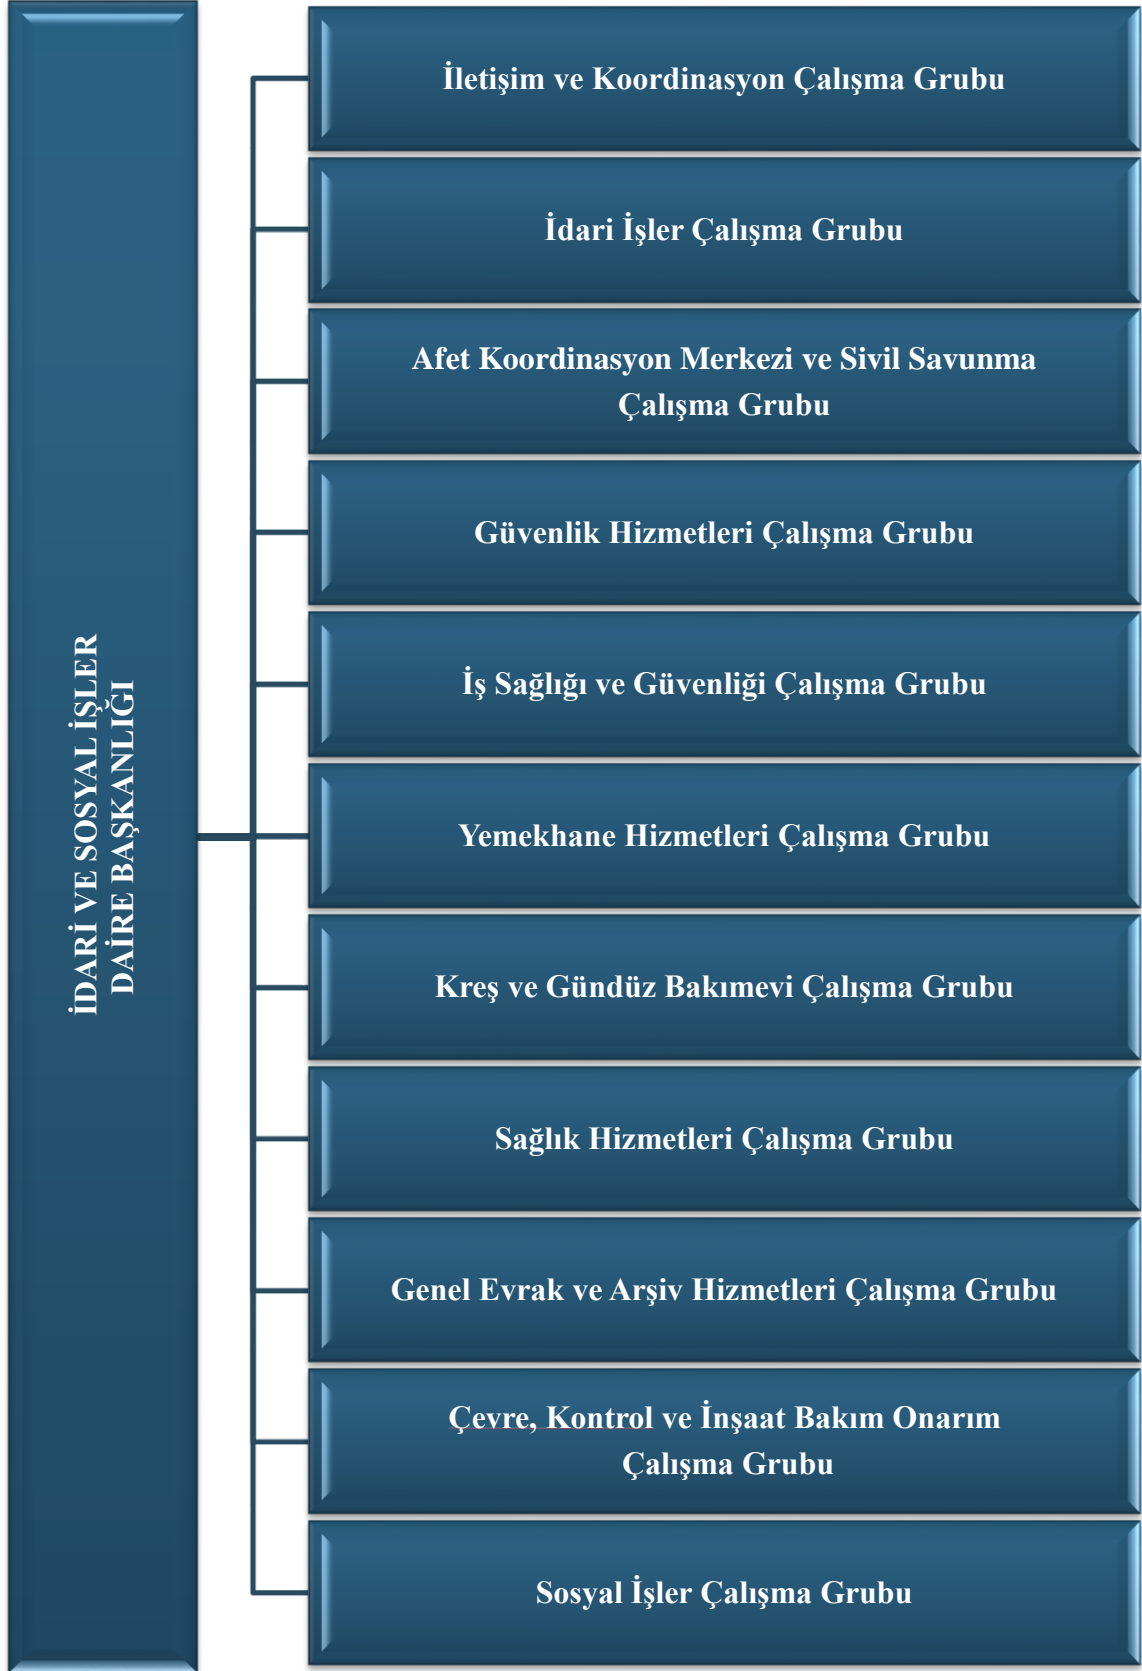 İDARİ VE SOSYAL İŞLER
DAİRE BAŞKANLIĞI
İletişim ve Koordinasyon Çalışma Grubu
İdari İşler Çalışma Grubu
Afet Koordinasyon Merkezi ve Sivil Savunma
Çalışma Grubu
Güvenlik Hizmetleri Çalışma Grubu
İş Sağlığı ve Güvenliği Çalışma Grubu
Yemekhane Hizmetleri Çalışma Grubu
Kreş ve Gündüz Bakımevi Çalışma Grubu
Sağlık Hizmetleri Çalışma Grubu
Genel Evrak ve Arşiv Hizmetleri Çalışma Grubu
Çevre, Kontrol ve İnşaat Bakım Onarım
Çalışma Grubu
Sosyal İşler Çalışma Grubu